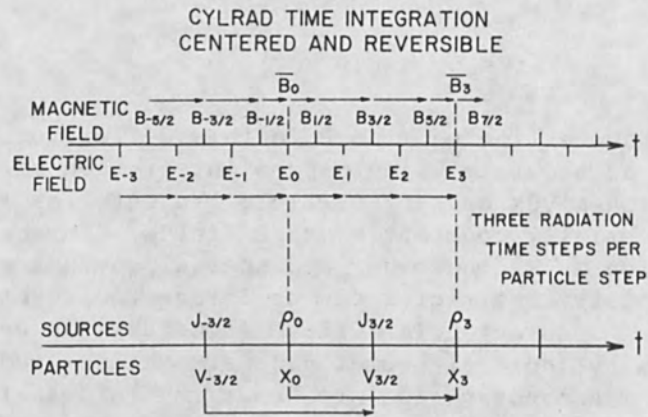 CYLRAD TIME INTEGRATION
CENTERED AND REVERSIBLE
B̅₀ B̅₃
MAGNETIC FIELD
B-5/2 B-3/2 B-1/2 B1/2 B3/2 B5/2 B7/2
t
ELECTRIC FIELD
E-3 E-2 E-1 E₀ E₁ E₂ E₃
THREE RADIATION
TIME STEPS PER
PARTICLE STEP
SOURCES J-3/2 ρ₀ J3/2 ρ₃
t
PARTICLES V-3/2 X₀ V3/2 X₃